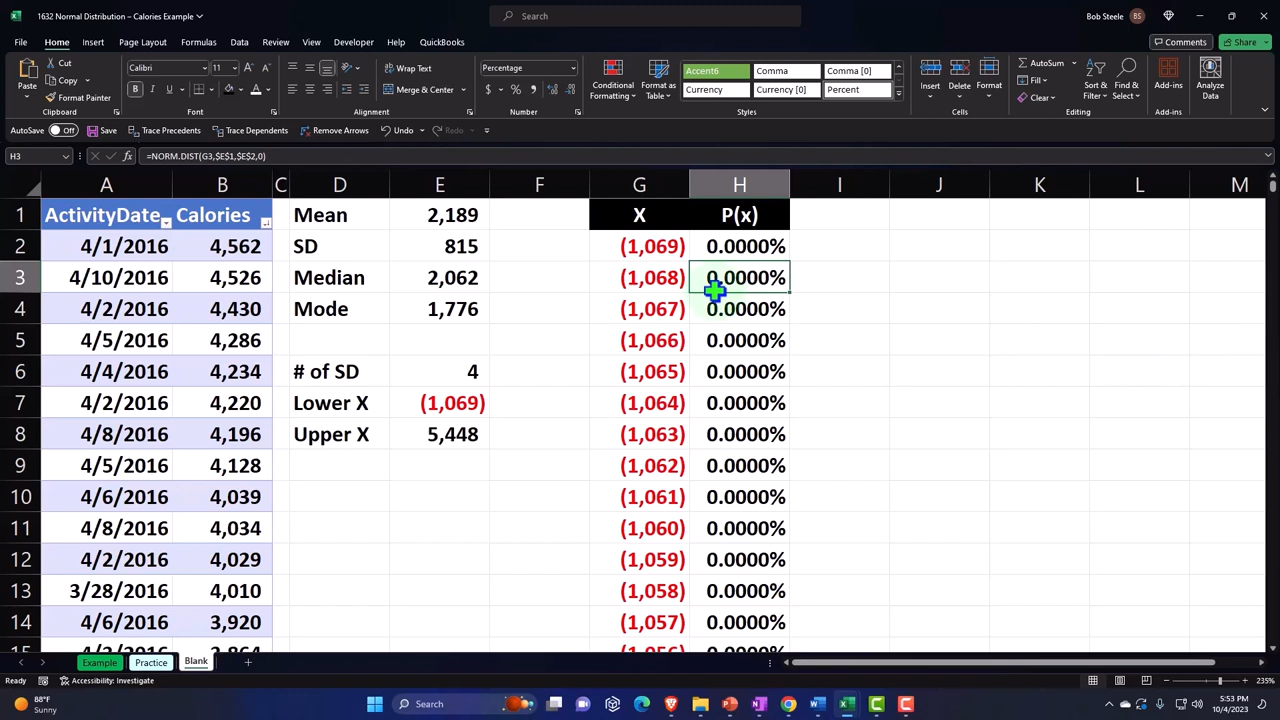 1632 Normal Distribution – Calories Example
Search
Bob Steele BS
File Home Insert Page Layout Formulas Data Review View Developer Help QuickBooks Comments Share
Paste Cut Copy Format Painter Clipboard
Calibri 11 B I U A Font
Wrap Text Merge & Center Alignment
Percentage $ % Number
Conditional Formatting Format as Table
Accent6 Comma Comma [0]
Currency Currency [0] Percent
Styles
Insert Delete Format Cells
AutoSum Fill Clear Sort & Filter Find & Select Editing
Add-ins Add-ins
Analyze Data
AutoSave Off Save Trace Precedents Trace Dependents Remove Arrows Undo Redo
H3 fx =NORM.DIST(G3,$E$1,$E$2,0)
A B C D E F G H I J K L M
1 ActivityDate Calories Mean 2,189 X P(x)
2 4/1/2016 4,562 SD 815 (1,069) 0.0000%
3 4/10/2016 4,526 Median 2,062 (1,068) 0.0000%
4 4/2/2016 4,430 Mode 1,776 (1,067) 0.0000%
5 4/5/2016 4,286 (1,066) 0.0000%
6 4/4/2016 4,234 # of SD 4 (1,065) 0.0000%
7 4/2/2016 4,220 Lower X (1,069) (1,064) 0.0000%
8 4/8/2016 4,196 Upper X 5,448 (1,063) 0.0000%
9 4/5/2016 4,128 (1,062) 0.0000%
10 4/6/2016 4,039 (1,061) 0.0000%
11 4/8/2016 4,034 (1,060) 0.0000%
12 4/2/2016 4,029 (1,059) 0.0000%
13 3/28/2016 4,010 (1,058) 0.0000%
14 4/6/2016 3,920 (1,057) 0.0000%
15 4/2/2016 3,864 (1,056) 0.0000%
Example Practice Blank
Ready Accessibility: Investigate 235%
88°F Sunny
Search
5:53 PM
10/4/2023